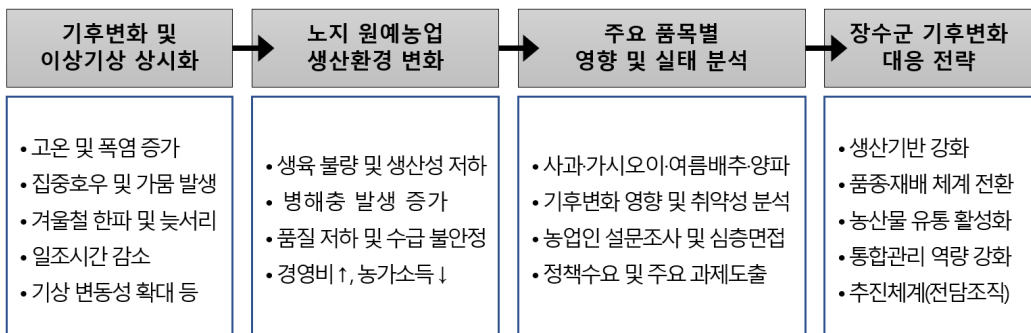 기후변화 및
이상기상 상시화
노지 원예농업
생산환경 변화
주요 품목별
영향 및 실태 분석
장수군 기후변화
대응 전략
• 고온 및 폭염 증가
• 집중호우 및 가뭄 발생
• 겨울철 한파 및 늦서리
• 일조시간 감소
• 기상 변동성 확대 등
• 생육 불량 및 생산성 저하
• 병해충 발생 증가
• 품질 저하 및 수급 불안정
• 경영비↑, 농가소득↓
• 사과·가시오이·여름배추·양파
• 기후변화 영향 및 취약성 분석
• 농업인 설문조사 및 심층면접
• 정책수요 및 주요 과제도출
• 생산기반 강화
• 품종·재배 체계 전환
• 농산물 유통 활성화
• 통합관리 역량 강화
• 추진체계(전담조직)